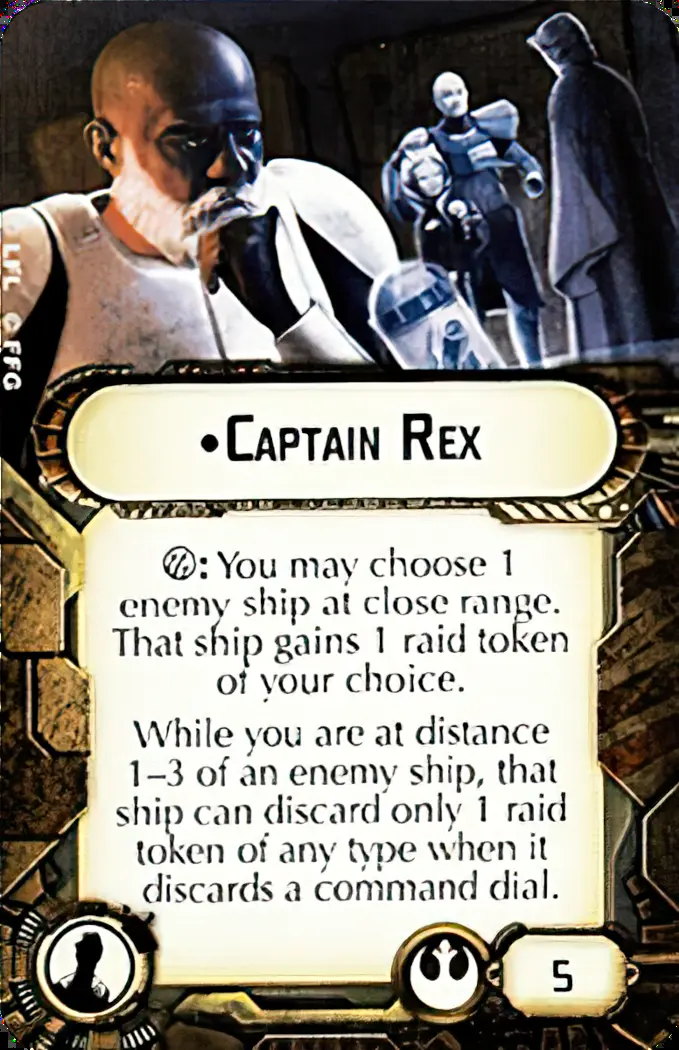 LFL © FFG
•CAPTAIN REX
: You may choose 1
enemy ship at close range.
That ship gains 1 raid token
of your choice.
While you are at distance
1–3 of an enemy ship, that
ship can discard only 1 raid
token of any type when it
discards a command dial.
5